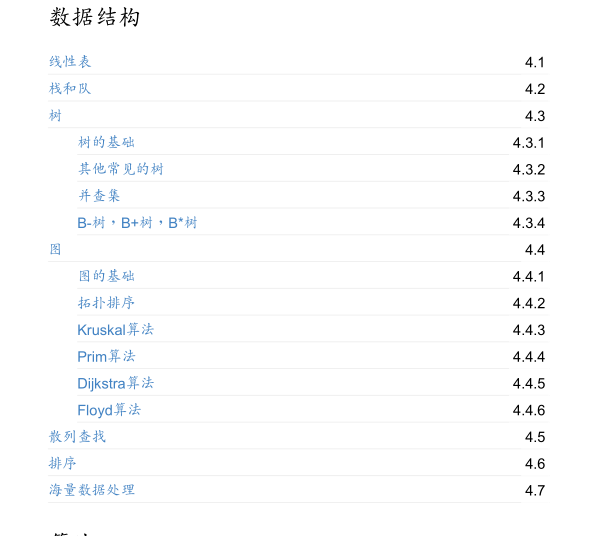 数据结构
线性表 4.1
栈和队 4.2
树 4.3
树的基础 4.3.1
其他常见的树 4.3.2
并查集 4.3.3
B-树，B+树，B*树 4.3.4
图 4.4
图的基础 4.4.1
拓扑排序 4.4.2
Kruskal算法 4.4.3
Prim算法 4.4.4
Dijkstra算法 4.4.5
Floyd算法 4.4.6
散列查找 4.5
排序 4.6
海量数据处理 4.7